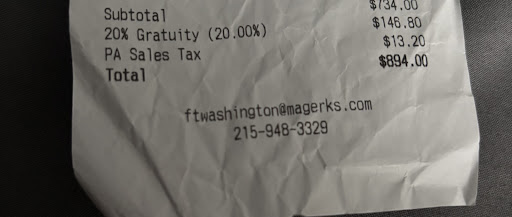 Subtotal $734.00
20% Gratuity (20.00%) $146.80
PA Sales Tax $13.20
Total $894.00
ftwashington@magerks.com
215-948-3329